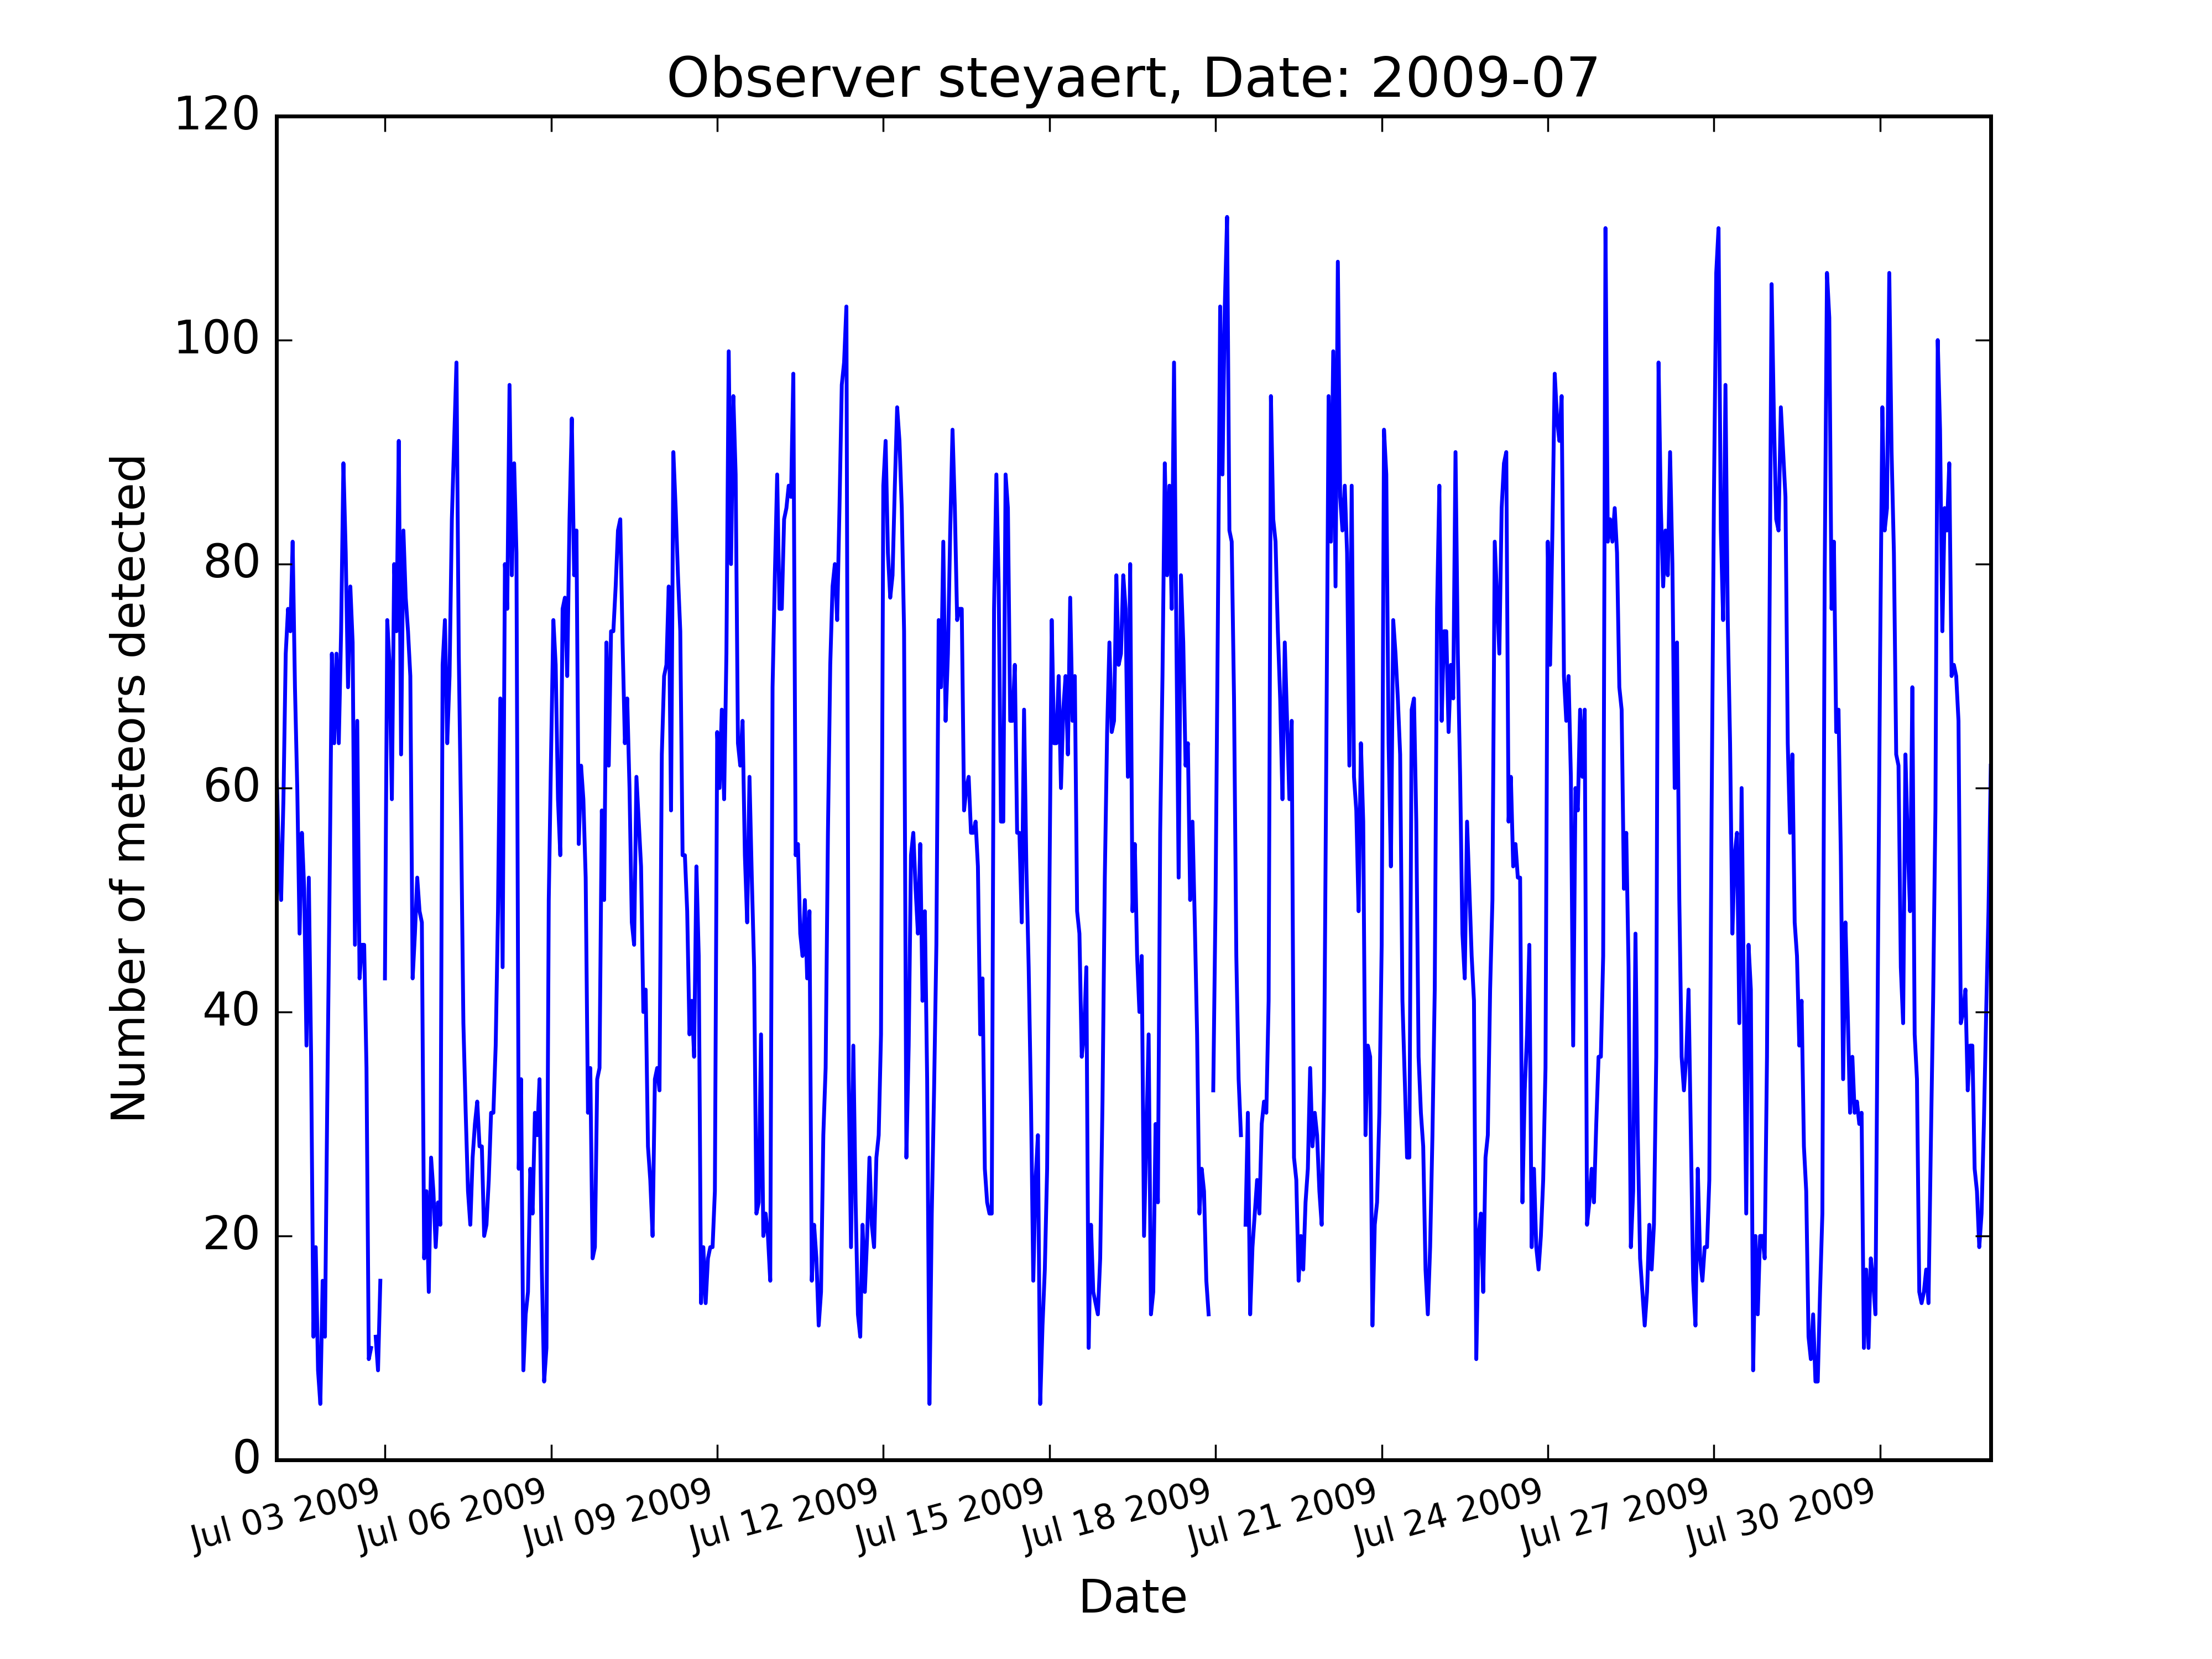 Observer steyaert, Date: 2009-07
120
100
80
60
40
20
0
Number of meteors detected
Jul 03 2009
Jul 06 2009
Jul 09 2009
Jul 12 2009
Jul 15 2009
Jul 18 2009
Jul 21 2009
Jul 24 2009
Jul 27 2009
Jul 30 2009
Date